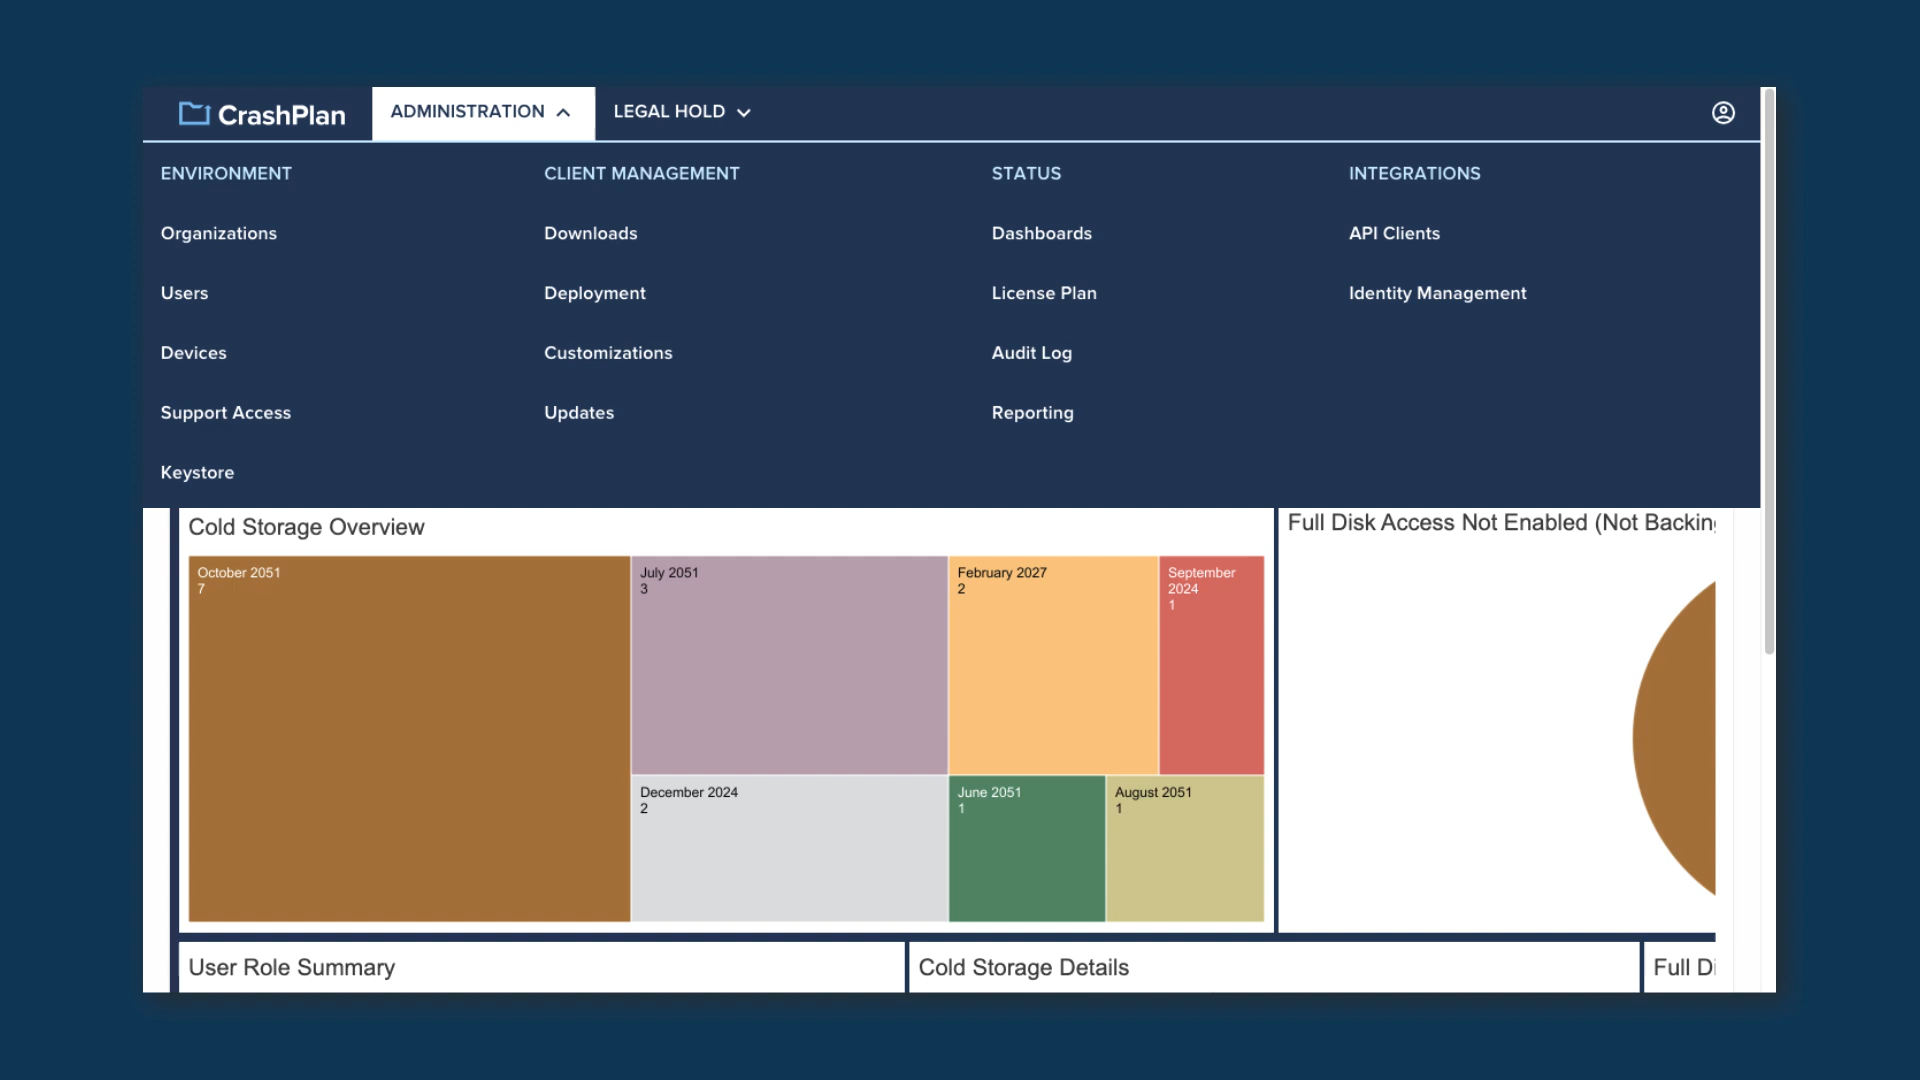 CrashPlan
ADMINISTRATION
LEGAL HOLD
ENVIRONMENT
Organizations
Users
Devices
Support Access
Keystore
CLIENT MANAGEMENT
Downloads
Deployment
Customizations
Updates
STATUS
Dashboards
License Plan
Audit Log
Reporting
INTEGRATIONS
API Clients
Identity Management
Cold Storage Overview
October 2051
7
July 2051
3
February 2027
2
September
2024
1
December 2024
2
June 2051
1
August 2051
1
Full Disk Access Not Enabled (Not Backing
User Role Summary
Cold Storage Details
Full Di